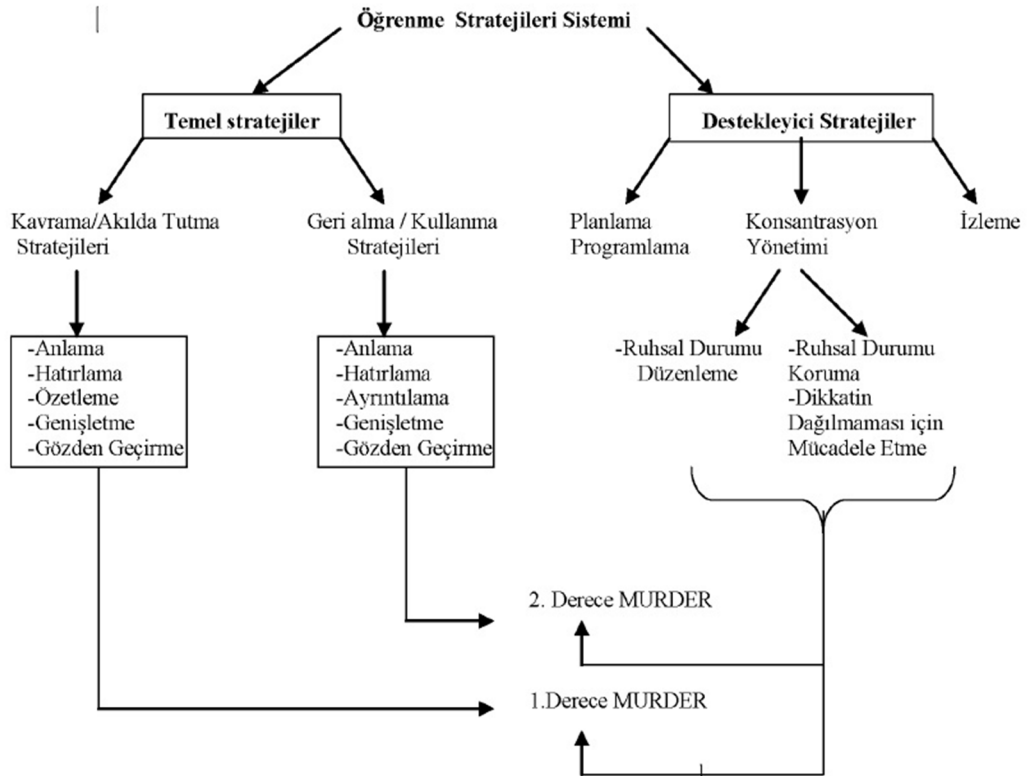 Öğrenme Stratejileri Sistemi
Temel stratejiler
Destekleyici Stratejiler
Kavrama/Akılda Tutma
Stratejileri
Geri alma / Kullanma
Stratejileri
Planlama
Programlama
Konsantrasyon
Yönetimi
İzleme
-Anlama
-Hatırlama
-Özetleme
-Genişletme
-Gözden Geçirme
-Anlama
-Hatırlama
-Ayrıntılama
-Genişletme
-Gözden Geçirme
-Ruhsal Durumu
Düzenleme
-Ruhsal Durumu
Koruma
-Dikkatin
Dağılmaması için
Mücadele Etme
2. Derece MURDER
1.Derece MURDER